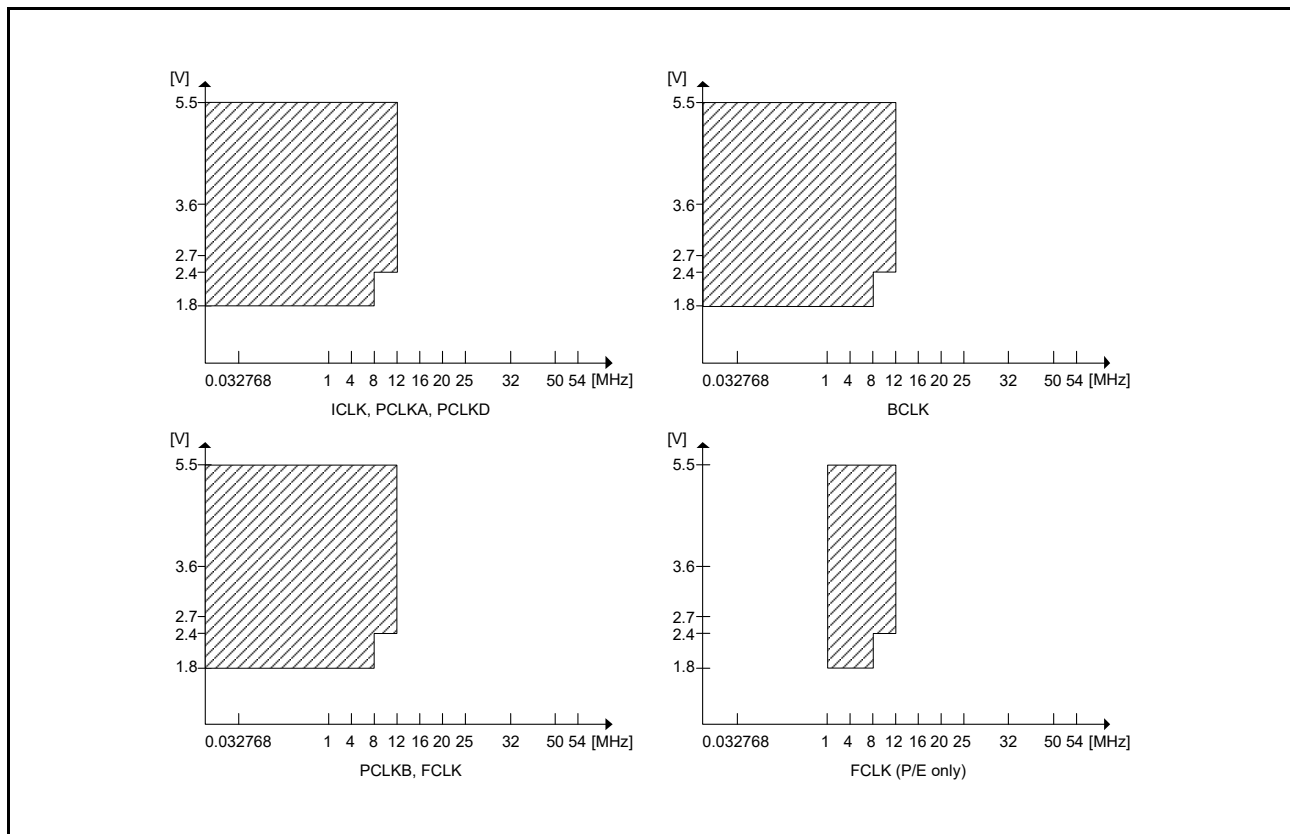 [V]
5.5
3.6
2.7
2.4
1.8
0.032768 1 4 8 12 16 20 25 32 50 54 [MHz]
ICLK, PCLKA, PCLKD
[V]
5.5
3.6
2.7
2.4
1.8
0.032768 1 4 8 12 16 20 25 32 50 54 [MHz]
BCLK
[V]
5.5
3.6
2.7
2.4
1.8
0.032768 1 4 8 12 16 20 25 32 50 54 [MHz]
PCLKB, FCLK
[V]
5.5
3.6
2.7
2.4
1.8
0.032768 1 4 8 12 16 20 25 32 50 54 [MHz]
FCLK (P/E only)